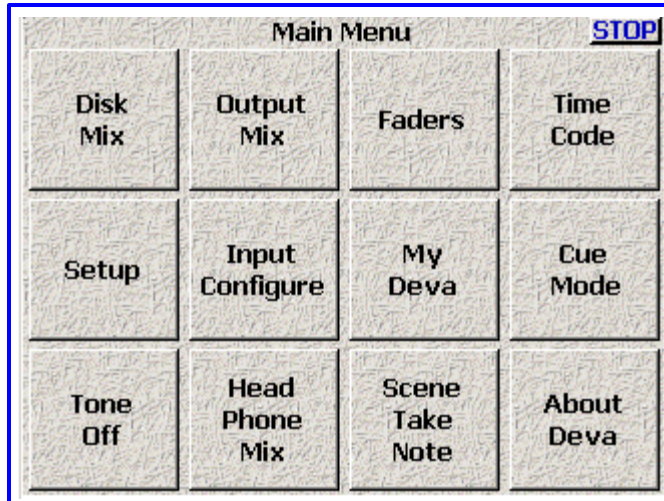 Main Menu STOP
Disk
Mix
Output
Mix
Faders
Time
Code
Setup
Input
Configure
My
Deva
Cue
Mode
Tone
Off
Head
Phone
Mix
Scene
Take
Note
About
Deva